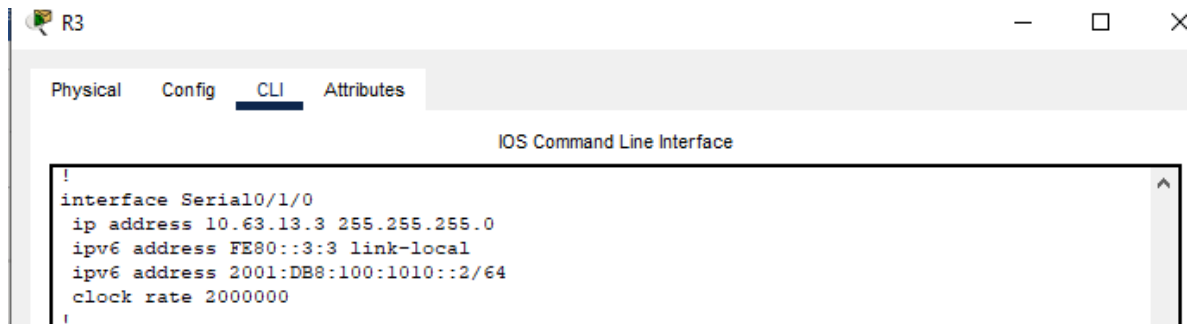 R3
Physical Config CLI Attributes
IOS Command Line Interface
!
interface Serial0/1/0
ip address 10.63.13.3 255.255.255.0
ipv6 address FE80::3:3 link-local
ipv6 address 2001:DB8:100:1010::2/64
clock rate 2000000
!